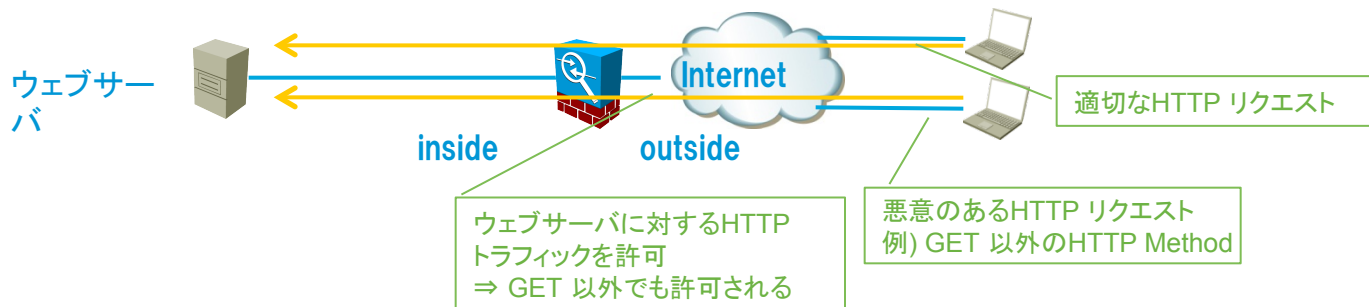 ウェブサー
バ
Internet
inside
outside
適切なHTTP リクエスト
ウェブサーバに対するHTTP
トラフィックを許可
⇒ GET 以外でも許可される
悪意のあるHTTP リクエスト
例) GET 以外のHTTP Method